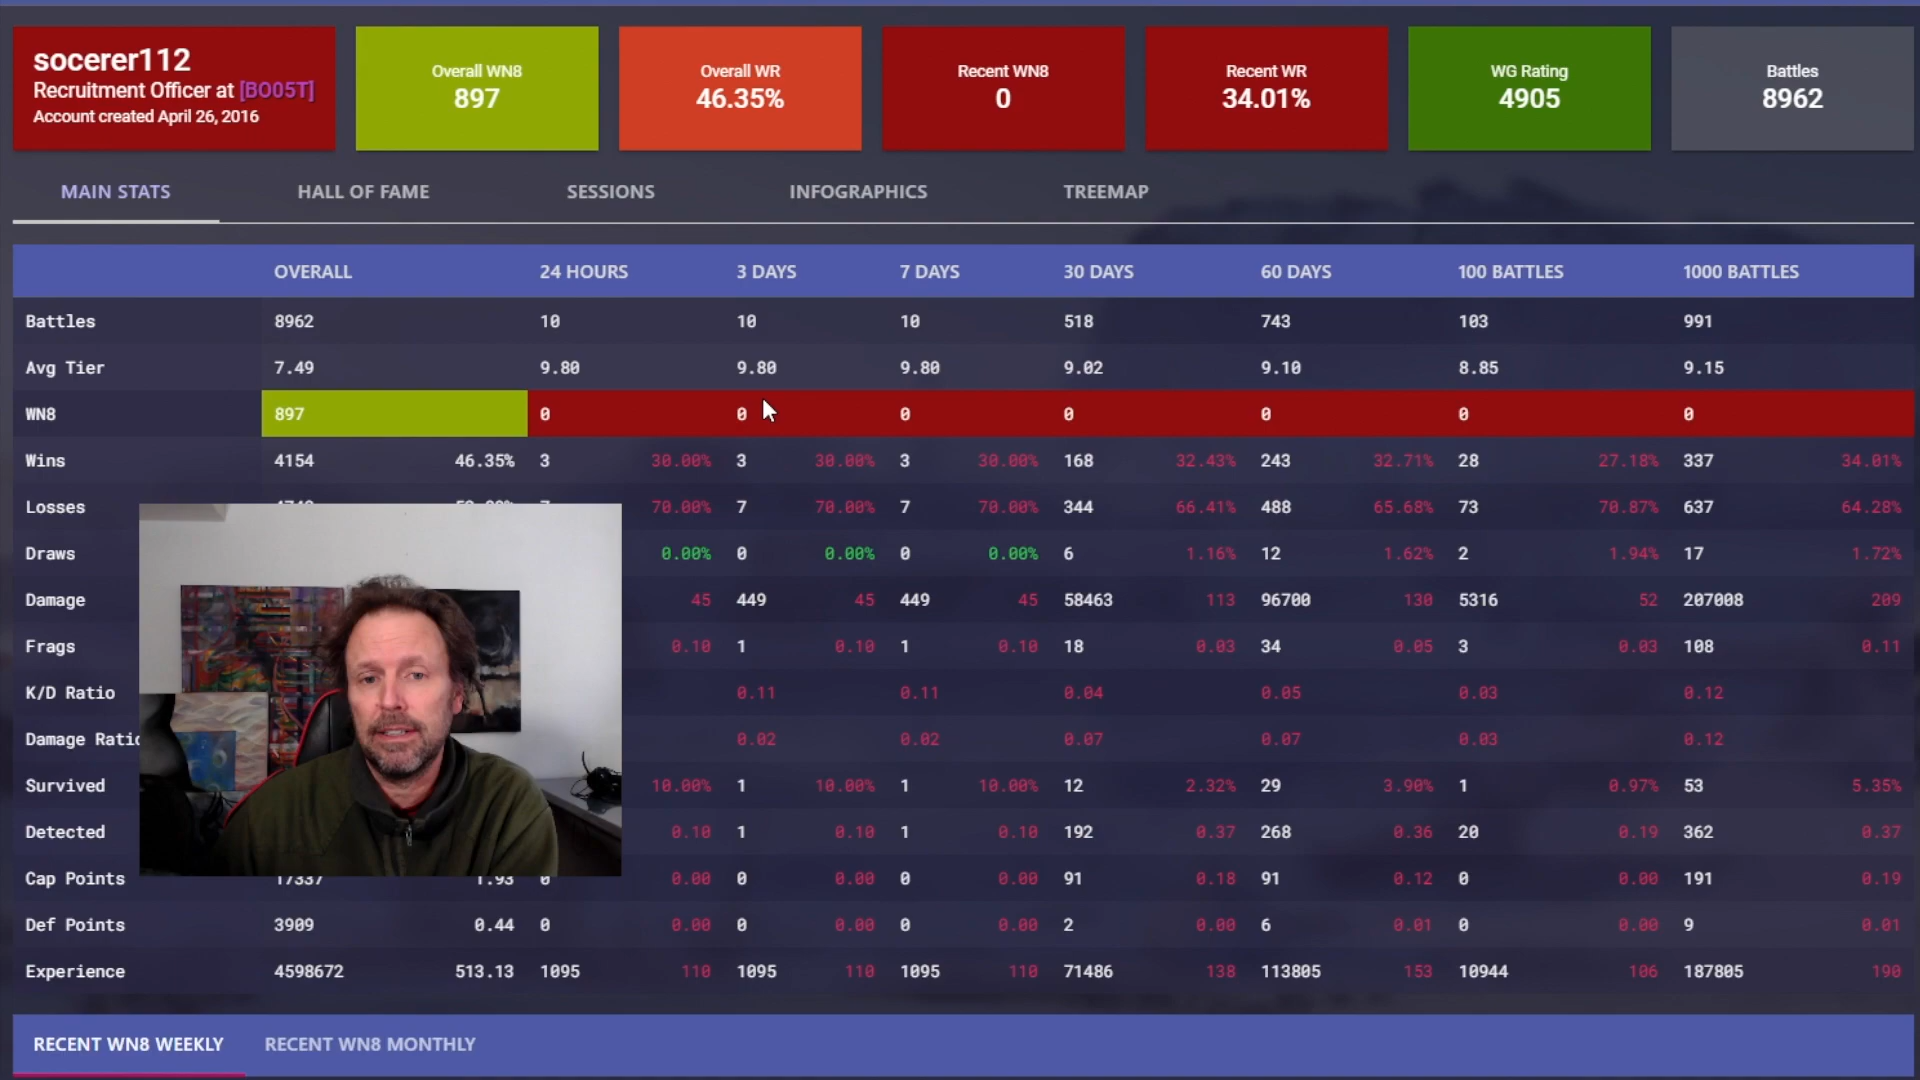 socerer112
Recruitment Officer at [BO05T]
Account created April 26, 2016
Overall WN8
897
Overall WR
46.35%
Recent WN8
0
Recent WR
34.01%
WG Rating
4905
Battles
8962
MAIN STATS HALL OF FAME SESSIONS INFOGRAPHICS TREEMAP
OVERALL 24 HOURS 3 DAYS 7 DAYS 30 DAYS 60 DAYS 100 BATTLES 1000 BATTLES
Battles 8962 10 10 10 518 743 103 991
Avg Tier 7.49 9.80 9.80 9.80 9.02 9.10 8.85 9.15
WN8 897 0 0 0 0 0 0 0
Wins 4154 46.35% 3 30.00% 3 30.00% 3 30.00% 168 32.43% 243 32.71% 28 27.18% 337 34.01%
Losses 70.00% 7 70.00% 7 70.00% 344 66.41% 488 65.68% 73 70.87% 637 64.28%
Draws 0.00% 0 0.00% 0 0.00% 6 1.16% 12 1.62% 2 1.94% 17 1.72%
Damage 45 449 45 449 45 58463 113 96700 130 5316 52 207008 209
Frags 0.10 1 0.10 1 0.10 18 0.03 34 0.05 3 0.03 108 0.11
K/D Ratio 0.11 0.11 0.04 0.05 0.03 0.12
Damage 0.02 0.02 0.07 0.07 0.03 0.12
Survived 10.00% 1 10.00% 1 10.00% 12 2.32% 29 3.90% 1 0.97% 53 5.35%
Detected 0.10 1 0.10 1 0.10 192 0.37 268 0.36 20 0.19 362 0.37
Cap Points 17337 1.93 0 0.00 0 0.00 0 0.00 91 0.18 91 0.12 0 0.00 191 0.19
Def Points 3909 0.44 0 0.00 0 0.00 0 0.00 2 0.00 6 0.01 0 0.00 9 0.01
Experience 4598672 513.13 1095 110 1095 110 1095 110 71486 138 113805 153 10944 106 187805 190
RECENT WN8 WEEKLY RECENT WN8 MONTHLY